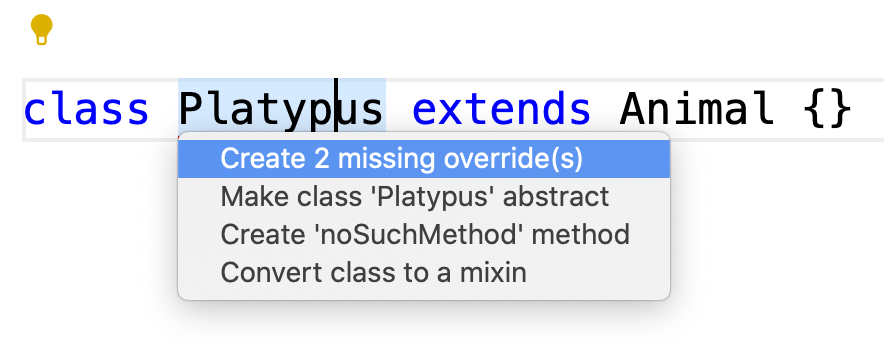 class Platypus extends Animal {}
Create 2 missing override(s)
Make class 'Platypus' abstract
Create 'noSuchMethod' method
Convert class to a mixin